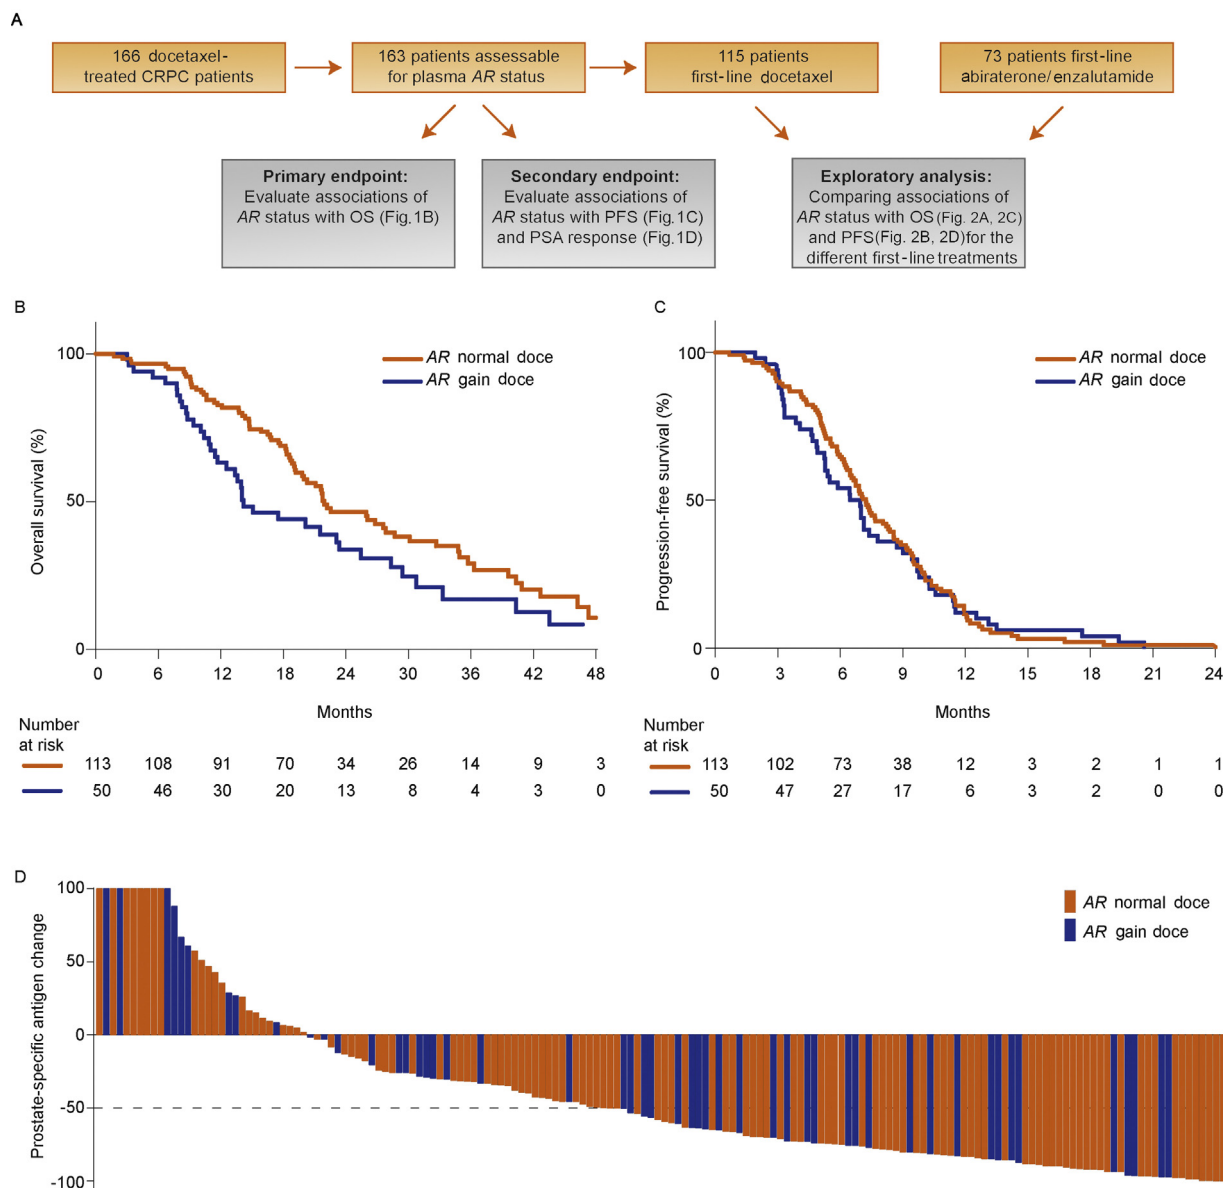 A
166 docetaxel-
treated CRPC patients
163 patients assessable
for plasma AR status
115 patients
first-line docetaxel
73 patients first-line
abiraterone/enzalutamide
Primary endpoint:
Evaluate associations of
AR status with OS (Fig.1B)
Secondary endpoint:
Evaluate associations of
AR status with PFS (Fig.1C)
and PSA response (Fig.1D)
Exploratory analysis:
Comparing associations of
AR status with OS (Fig. 2A, 2C)
and PFS(Fig. 2B, 2D)for the
different first-line treatments
B
Overall survival (%)
100
50
0
AR normal doce
AR gain doce
0 6 12 18 24 30 36 42 48
Months
Number
at risk
113 108 91 70 34 26 14 9 3
50 46 30 20 13 8 4 3 0
C
Progression-free survival (%)
100
50
0
AR normal doce
AR gain doce
0 3 6 9 12 15 18 21 24
Months
Number
at risk
113 102 73 38 12 3 2 1 1
50 47 27 17 6 3 2 0 0
D
Prostate-specific antigen change
100
50
0
-50
-100
AR normal doce
AR gain doce